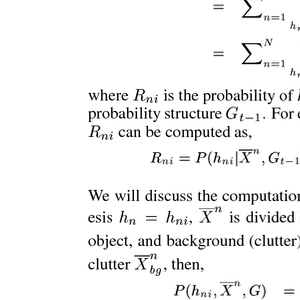 = ∑_{n=1}^{N}
= ∑_{n=1}^{N}
where R_{ni} is the probability of
probability structure G_{t−1}. For
R_{ni} can be computed as,
R_{ni} = P(h_{ni}|\overline{X}^n, G_{t−1}
We will discuss the computation
esis h_n = h_{ni}, \overline{X}^n is divided
object, and background (clutter)
clutter \overline{X}^n_{bg}, then,
P(h_{ni}, \overline{X}^n, G) =